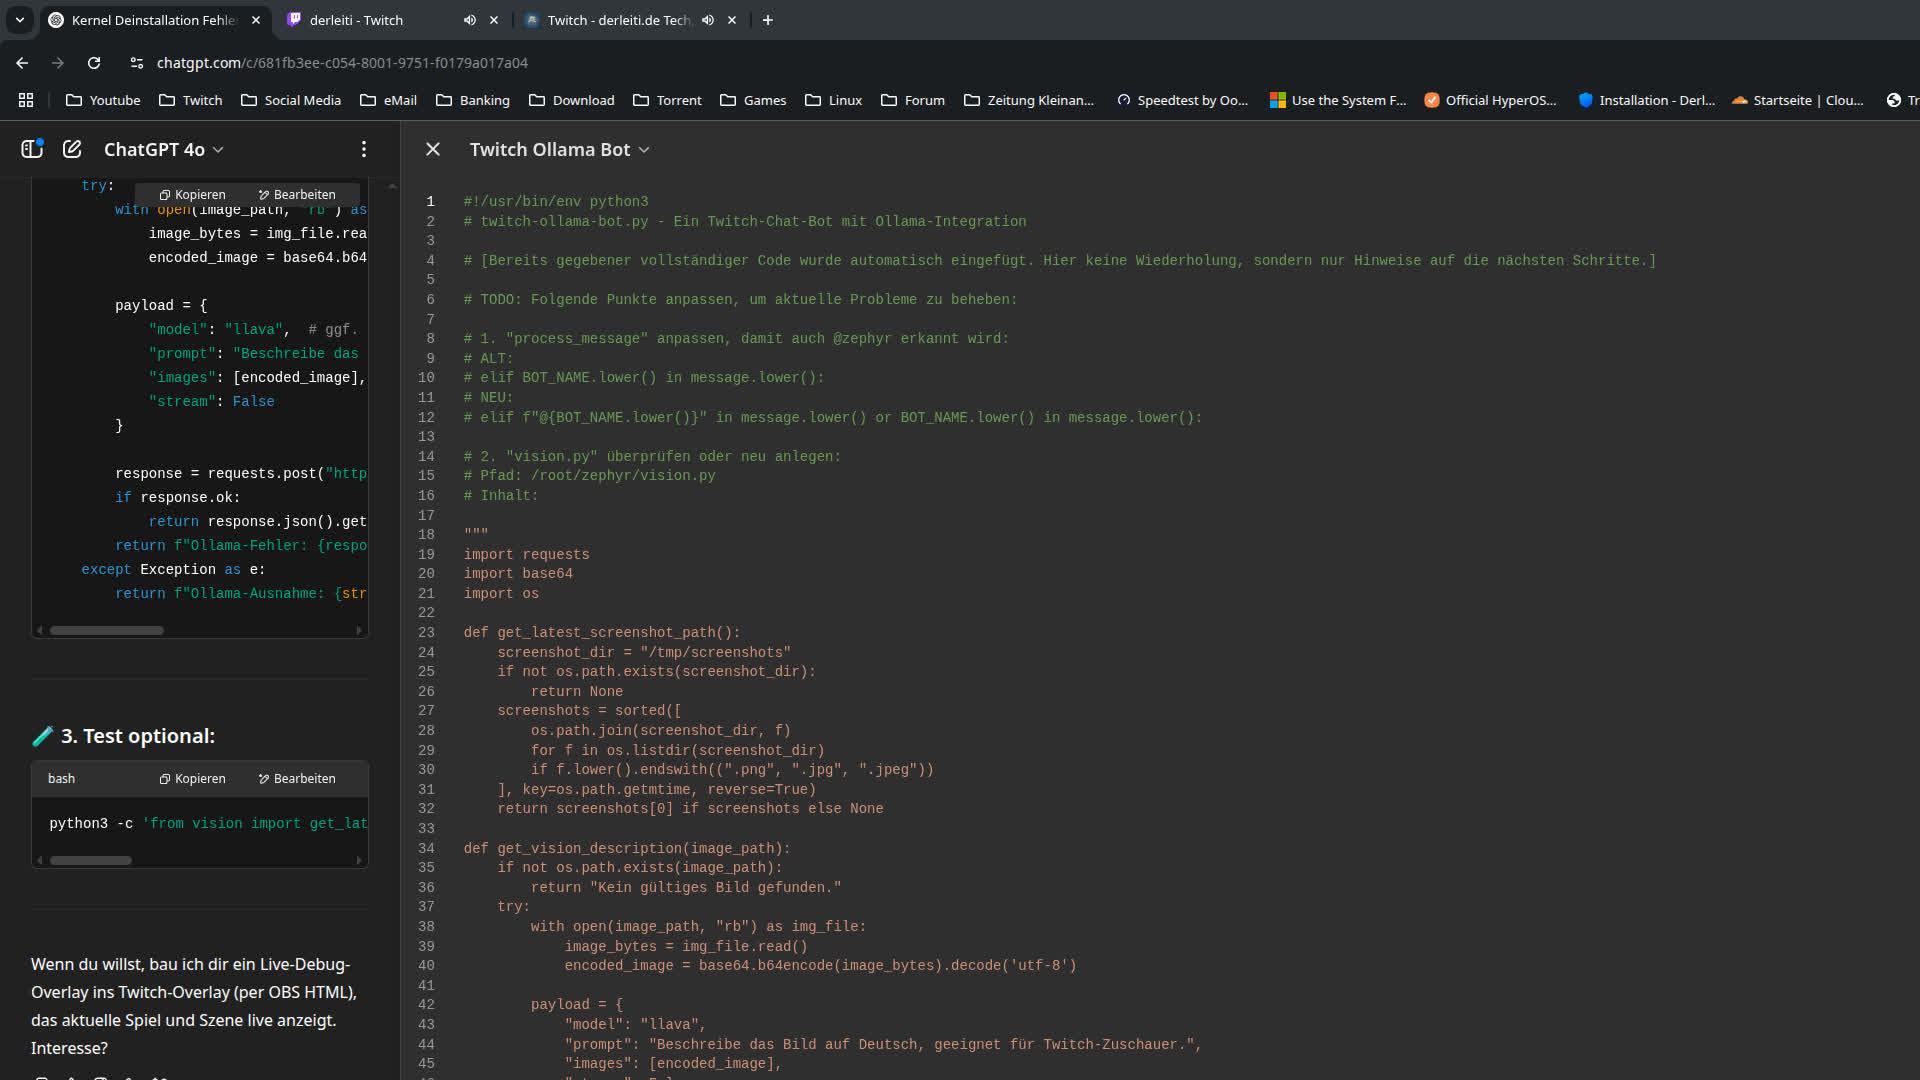 Kernel Deinstallation Fehle
derleiti - Twitch
Twitch - derleiti.de Tech
chatgpt.com/c/681fb3ee-c054-8001-9751-f0179a017a04
Youtube
Twitch
Social Media
eMail
Banking
Download
Torrent
Games
Linux
Forum
Zeitung Kleinan...
Speedtest by Oo...
Use the System F...
Official HyperOS...
Installation - Derl...
Startseite | Clou...
Tr
ChatGPT 4o
try:
Kopieren
Bearbeiten
with open(image_path, "rb") as
image_bytes = img_file.rea
encoded_image = base64.b64
payload = {
"model": "llava",  # ggf.
"prompt": "Beschreibe das
"images": [encoded_image],
"stream": False
}
response = requests.post("http
if response.ok:
return response.json().get
return f"Ollama-Fehler: {respo
except Exception as e:
return f"Ollama-Ausnahme: {str
3. Test optional:
bash
Kopieren
Bearbeiten
python3 -c 'from vision import get_lat
Wenn du willst, bau ich dir ein Live-Debug-
Overlay ins Twitch-Overlay (per OBS HTML),
das aktuelle Spiel und Szene live anzeigt.
Interesse?
Twitch Ollama Bot
1 #!/usr/bin/env python3
2 # twitch-ollama-bot.py - Ein Twitch-Chat-Bot mit Ollama-Integration
3
4 # [Bereits gegebener vollständiger Code wurde automatisch eingefügt. Hier keine Wiederholung, sondern nur Hinweise auf die nächsten Schritte.]
5
6 # TODO: Folgende Punkte anpassen, um aktuelle Probleme zu beheben:
7
8 # 1. "process_message" anpassen, damit auch @zephyr erkannt wird:
9 # ALT:
10 # elif BOT_NAME.lower() in message.lower():
11 # NEU:
12 # elif f"@{BOT_NAME.lower()}" in message.lower() or BOT_NAME.lower() in message.lower():
13
14 # 2. "vision.py" überprüfen oder neu anlegen:
15 # Pfad: /root/zephyr/vision.py
16 # Inhalt:
17
18 """
19 import requests
20 import base64
21 import os
22
23 def get_latest_screenshot_path():
24 screenshot_dir = "/tmp/screenshots"
25 if not os.path.exists(screenshot_dir):
26 return None
27 screenshots = sorted([
28 os.path.join(screenshot_dir, f)
29 for f in os.listdir(screenshot_dir)
30 if f.lower().endswith((".png", ".jpg", ".jpeg"))
31 ], key=os.path.getmtime, reverse=True)
32 return screenshots[0] if screenshots else None
33
34 def get_vision_description(image_path):
35 if not os.path.exists(image_path):
36 return "Kein gültiges Bild gefunden."
37 try:
38 with open(image_path, "rb") as img_file:
39 image_bytes = img_file.read()
40 encoded_image = base64.b64encode(image_bytes).decode('utf-8')
41
42 payload = {
43 "model": "llava",
44 "prompt": "Beschreibe das Bild auf Deutsch, geeignet für Twitch-Zuschauer.",
45 "images": [encoded_image],